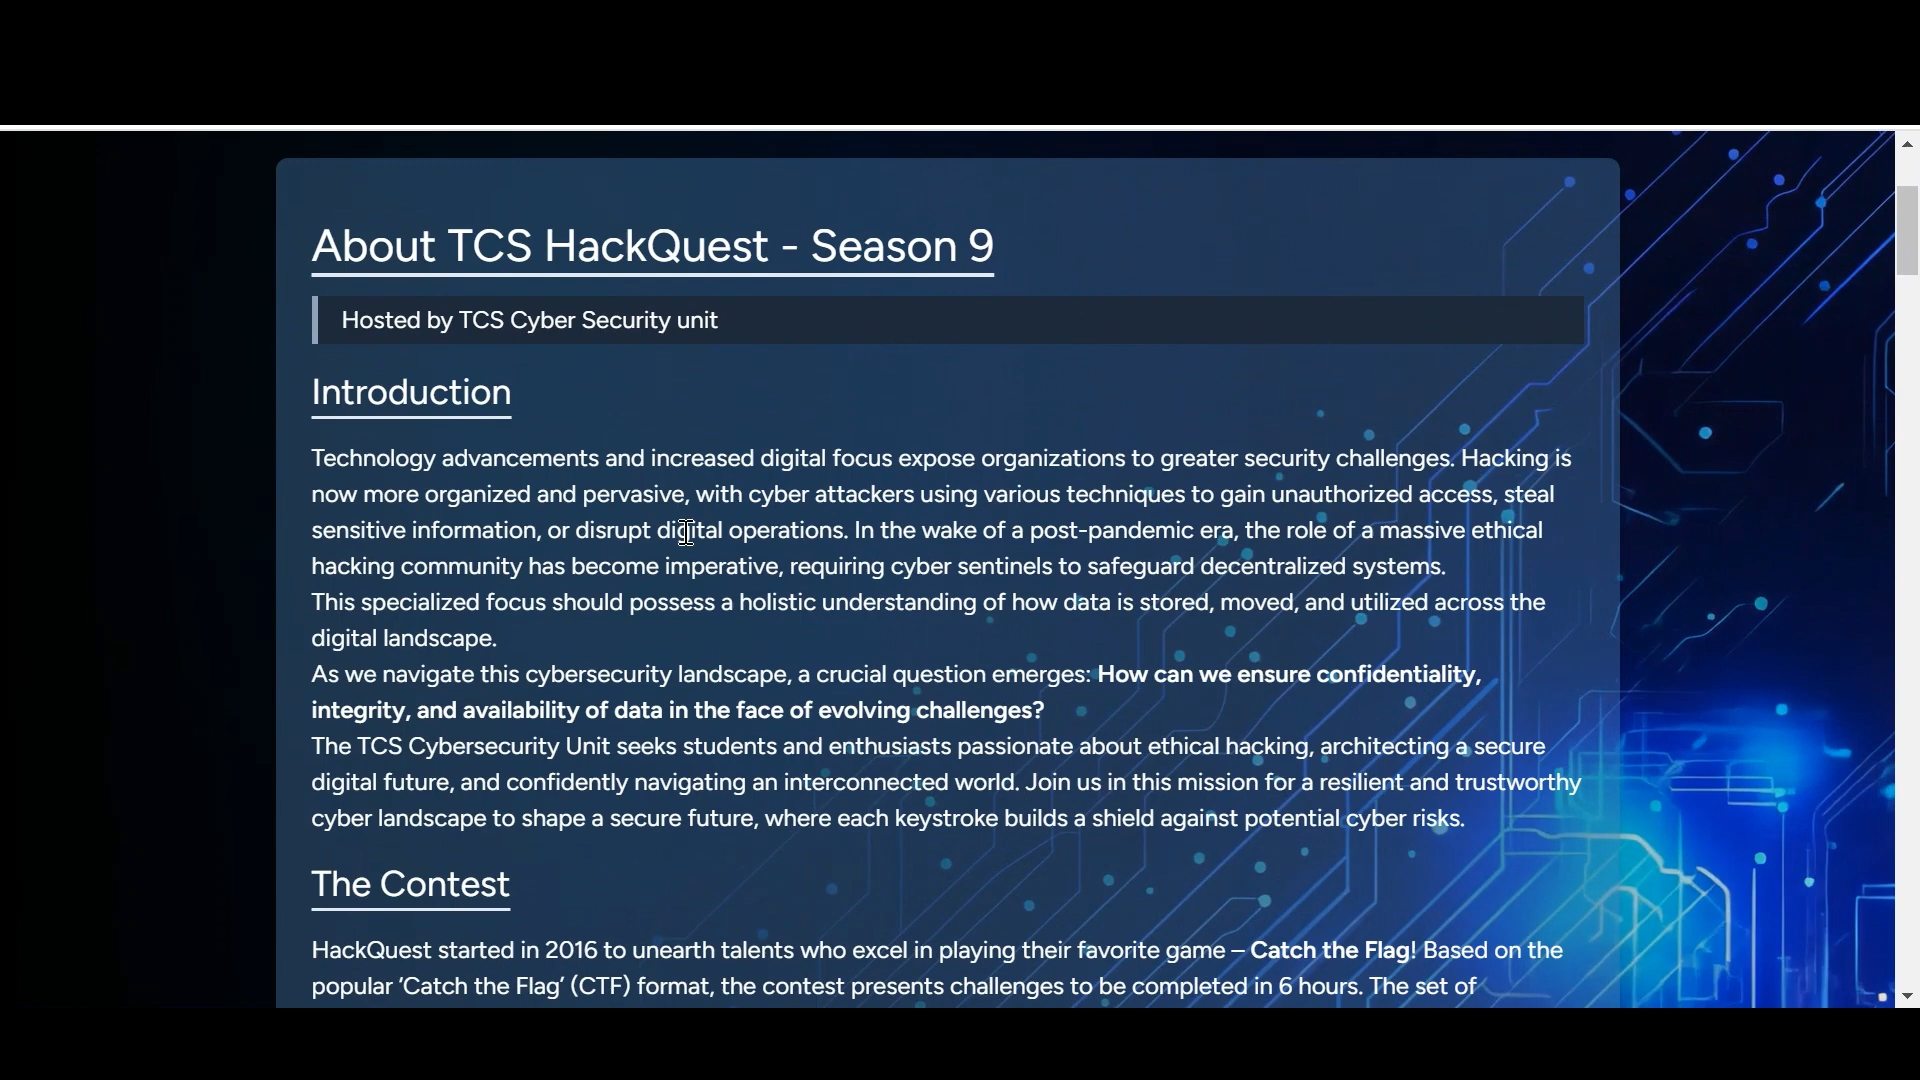 About TCS HackQuest - Season 9
Hosted by TCS Cyber Security unit
Introduction
Technology advancements and increased digital focus expose organizations to greater security challenges. Hacking is
now more organized and pervasive, with cyber attackers using various techniques to gain unauthorized access, steal
sensitive information, or disrupt digital operations. In the wake of a post-pandemic era, the role of a massive ethical
hacking community has become imperative, requiring cyber sentinels to safeguard decentralized systems.
This specialized focus should possess a holistic understanding of how data is stored, moved, and utilized across the
digital landscape.
As we navigate this cybersecurity landscape, a crucial question emerges: How can we ensure confidentiality,
integrity, and availability of data in the face of evolving challenges?
The TCS Cybersecurity Unit seeks students and enthusiasts passionate about ethical hacking, architecting a secure
digital future, and confidently navigating an interconnected world. Join us in this mission for a resilient and trustworthy
cyber landscape to shape a secure future, where each keystroke builds a shield against potential cyber risks.
The Contest
HackQuest started in 2016 to unearth talents who excel in playing their favorite game – Catch the Flag! Based on the
popular ‘Catch the Flag’ (CTF) format, the contest presents challenges to be completed in 6 hours. The set of